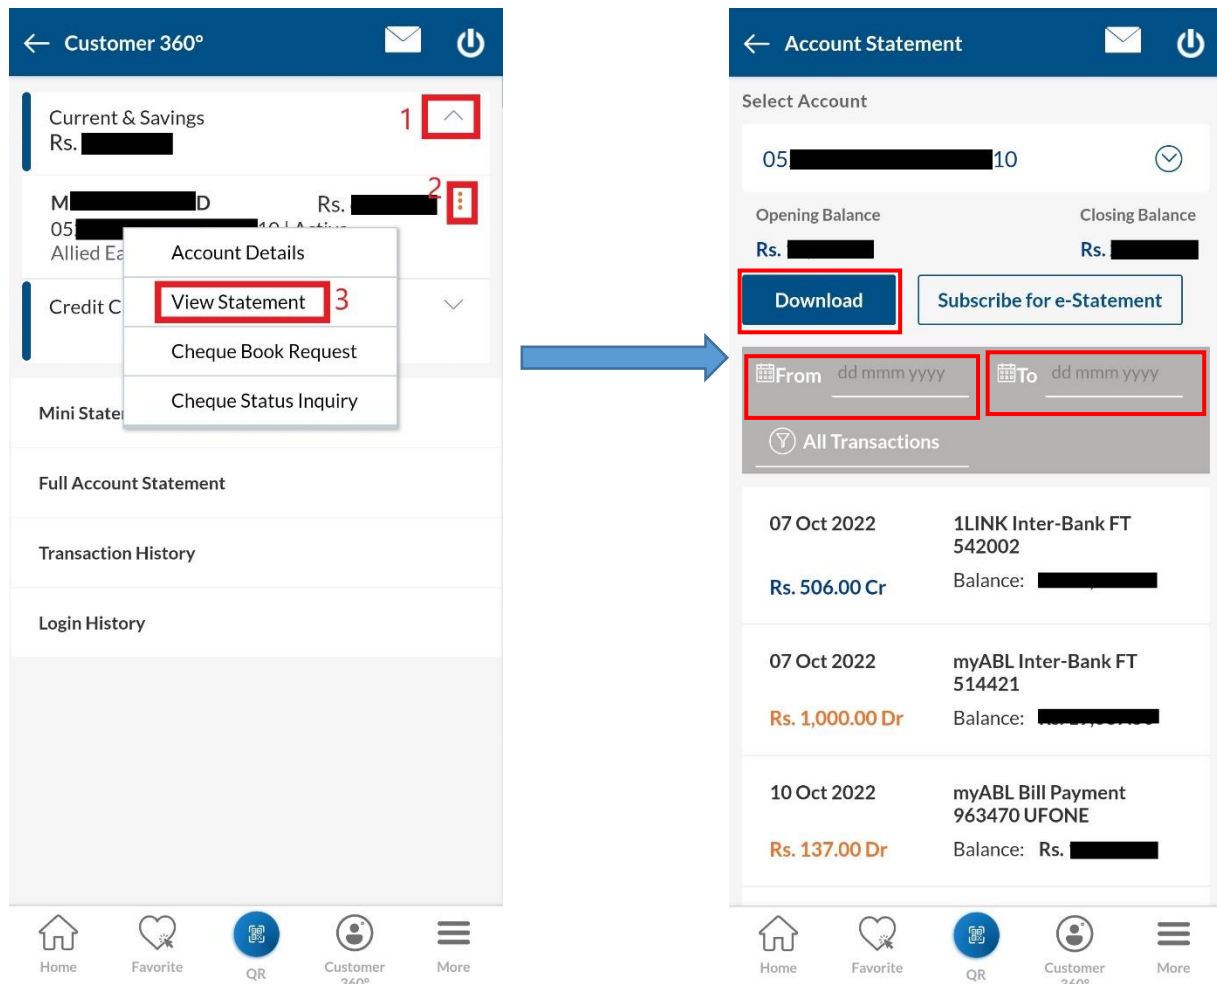 Customer 360°
Current & Savings
1
Rs.
M D Rs.
2
05 10 | Active
Allied Ea
Account Details
View Statement
3
Credit C
Cheque Book Request
Cheque Status Inquiry
Mini State
Full Account Statement
Transaction History
Login History
Home
Favorite
QR
Customer
360°
More
Account Statement
Select Account
05 10
Opening Balance
Closing Balance
Rs.
Rs.
Download
Subscribe for e-Statement
From dd mmm yyyy
To dd mmm yyyy
All Transactions
07 Oct 2022
1LINK Inter-Bank FT
542002
Rs. 506.00 Cr
Balance:
07 Oct 2022
myABL Inter-Bank FT
514421
Rs. 1,000.00 Dr
Balance:
10 Oct 2022
myABL Bill Payment
963470 UFONE
Rs. 137.00 Dr
Balance: Rs.
Home
Favorite
QR
Customer
360°
More